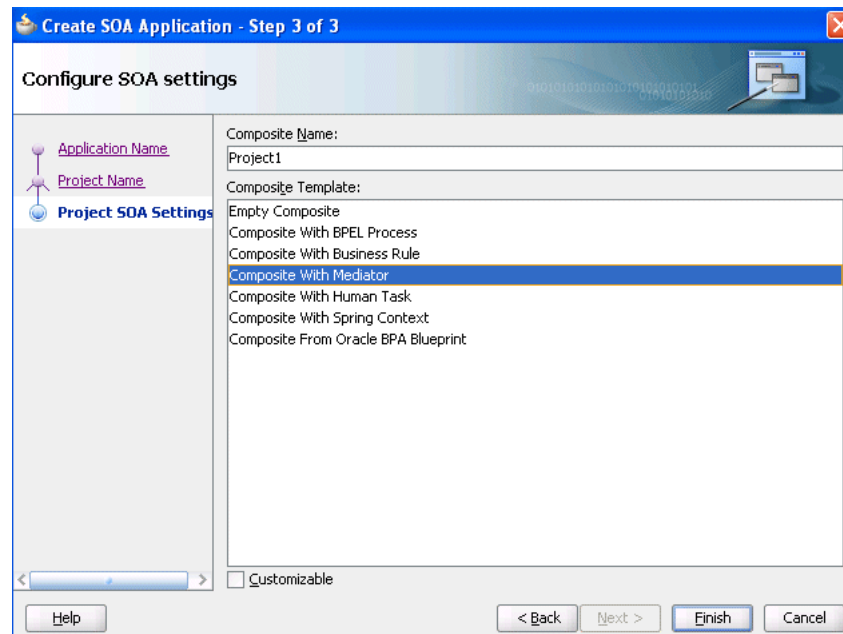 Create SOA Application - Step 3 of 3
Configure SOA settings
Application Name
Project Name
Project SOA Settings
Composite Name:
Project1
Composite Template:
Empty Composite
Composite With BPEL Process
Composite With Business Rule
Composite With Mediator
Composite With Human Task
Composite With Spring Context
Composite From Oracle BPA Blueprint
Customizable
Help
< Back
Next >
Finish
Cancel